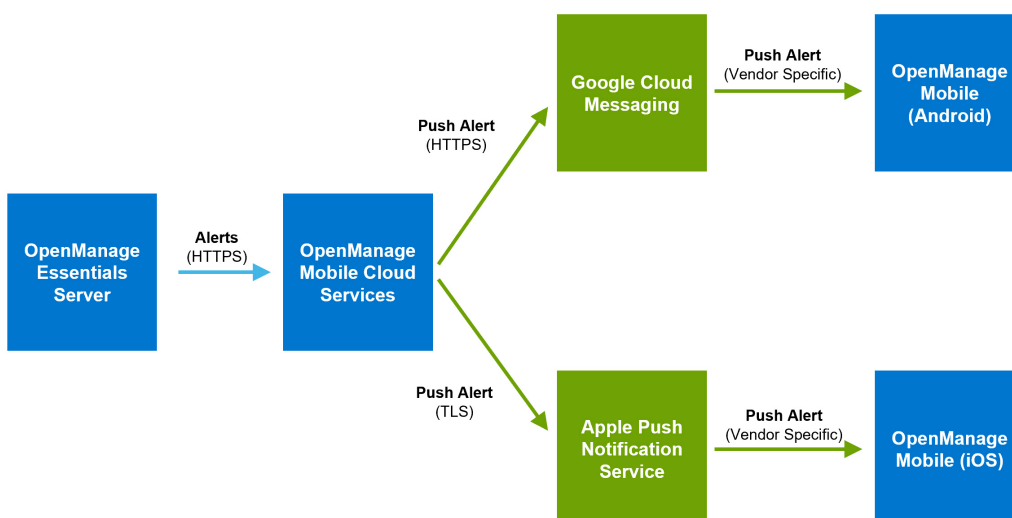 OpenManage
Essentials
Server
Alerts
(HTTPS)
OpenManage
Mobile Cloud
Services
Push Alert
(HTTPS)
Google Cloud
Messaging
Push Alert
(Vendor Specific)
OpenManage
Mobile
(Android)
Push Alert
(TLS)
Apple Push
Notification
Service
Push Alert
(Vendor Specific)
OpenManage
Mobile (iOS)